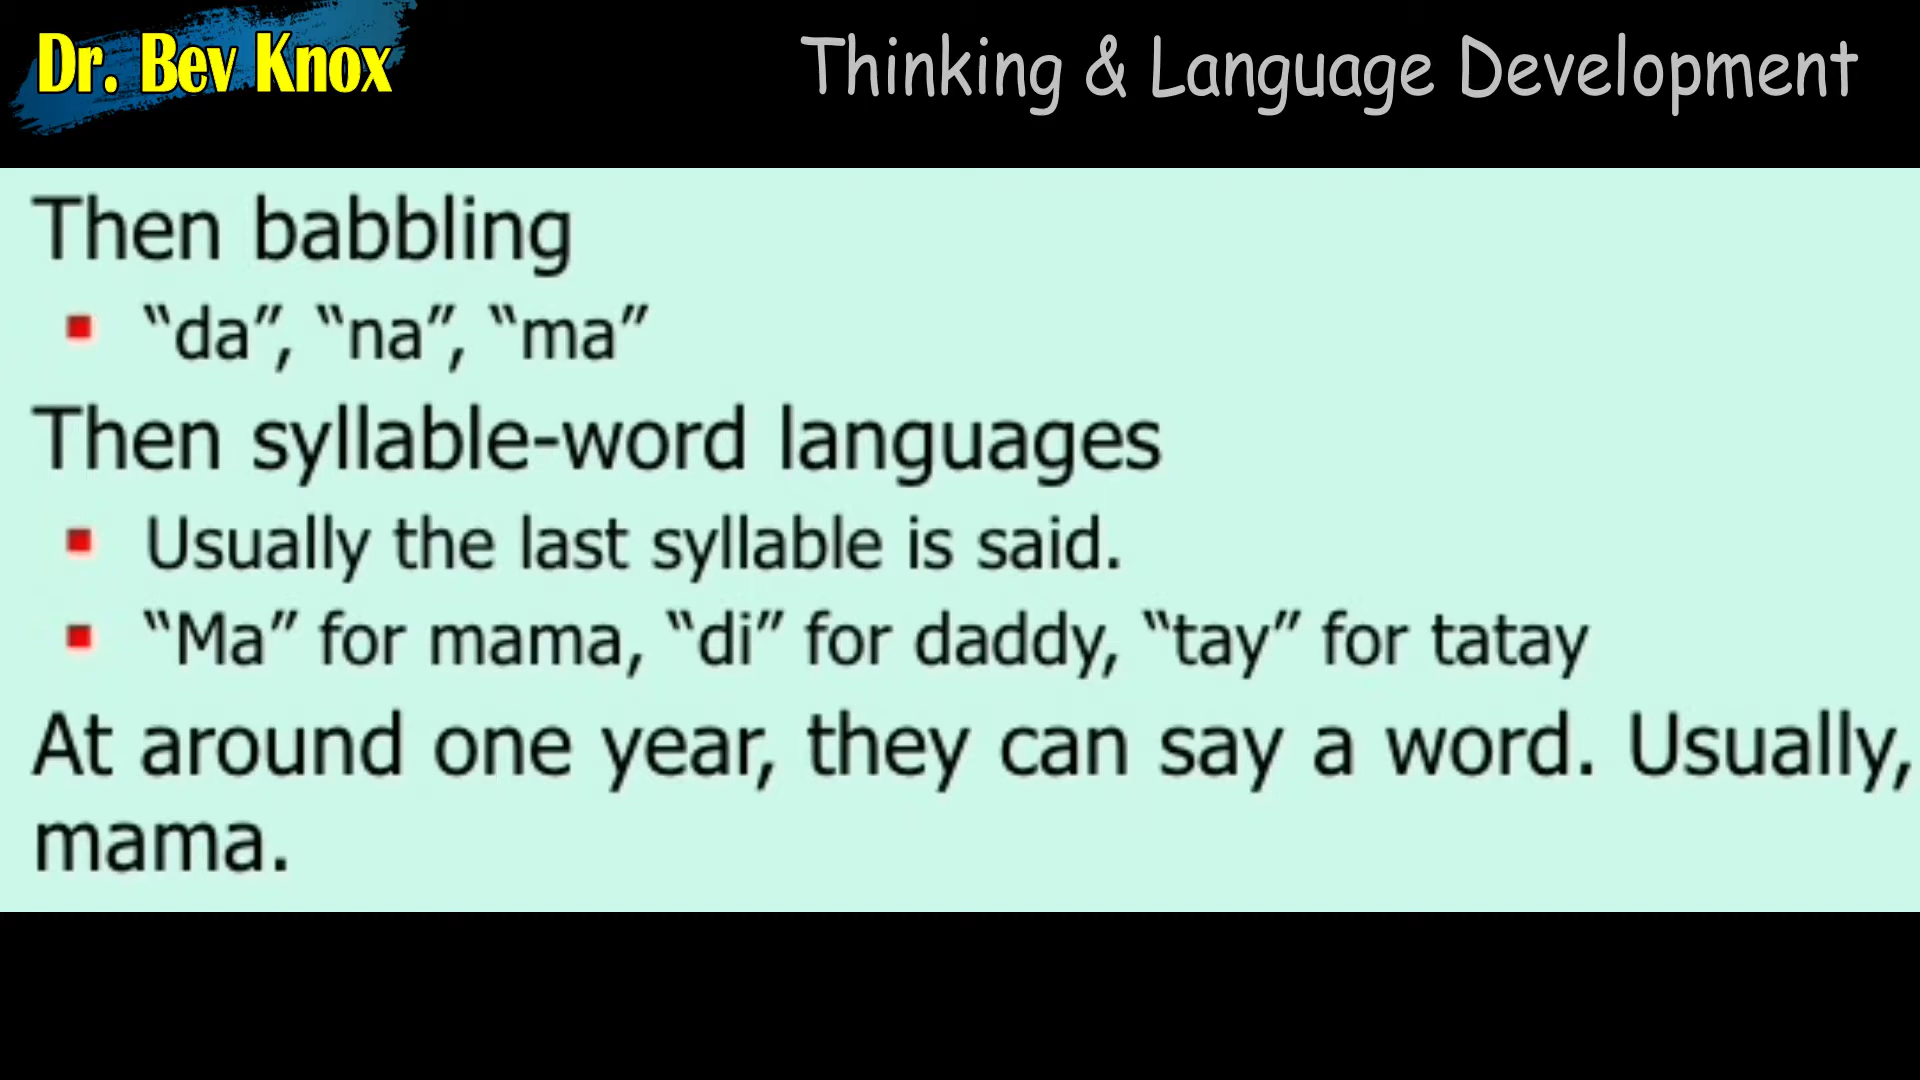 Dr. Bev Knox
Thinking & Language Development
Then babbling
“da”, “na”, “ma”
Then syllable-word languages
Usually the last syllable is said.
“Ma” for mama, “di” for daddy, “tay” for tatay
At around one year, they can say a word. Usually,
mama.